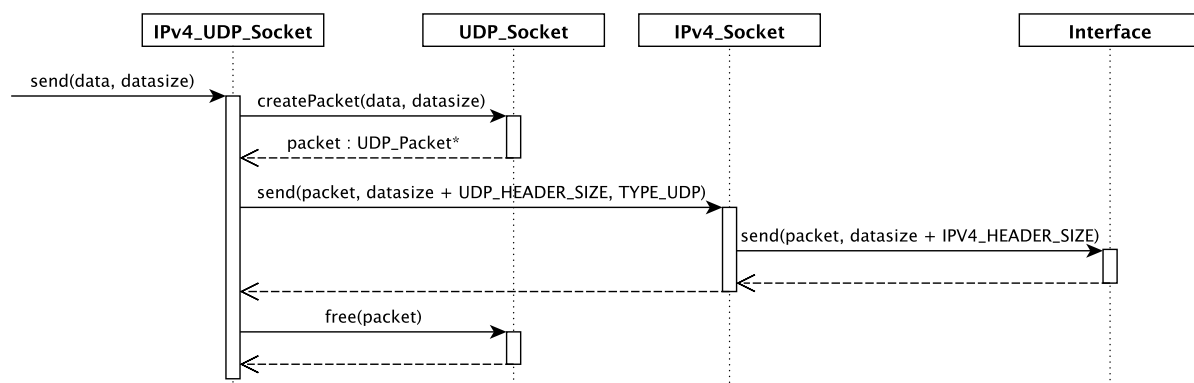 IPv4_UDP_Socket
UDP_Socket
IPv4_Socket
Interface
send(data, datasize)
createPacket(data, datasize)
packet : UDP_Packet*
send(packet, datasize + UDP_HEADER_SIZE, TYPE_UDP)
send(packet, datasize + IPV4_HEADER_SIZE)
free(packet)